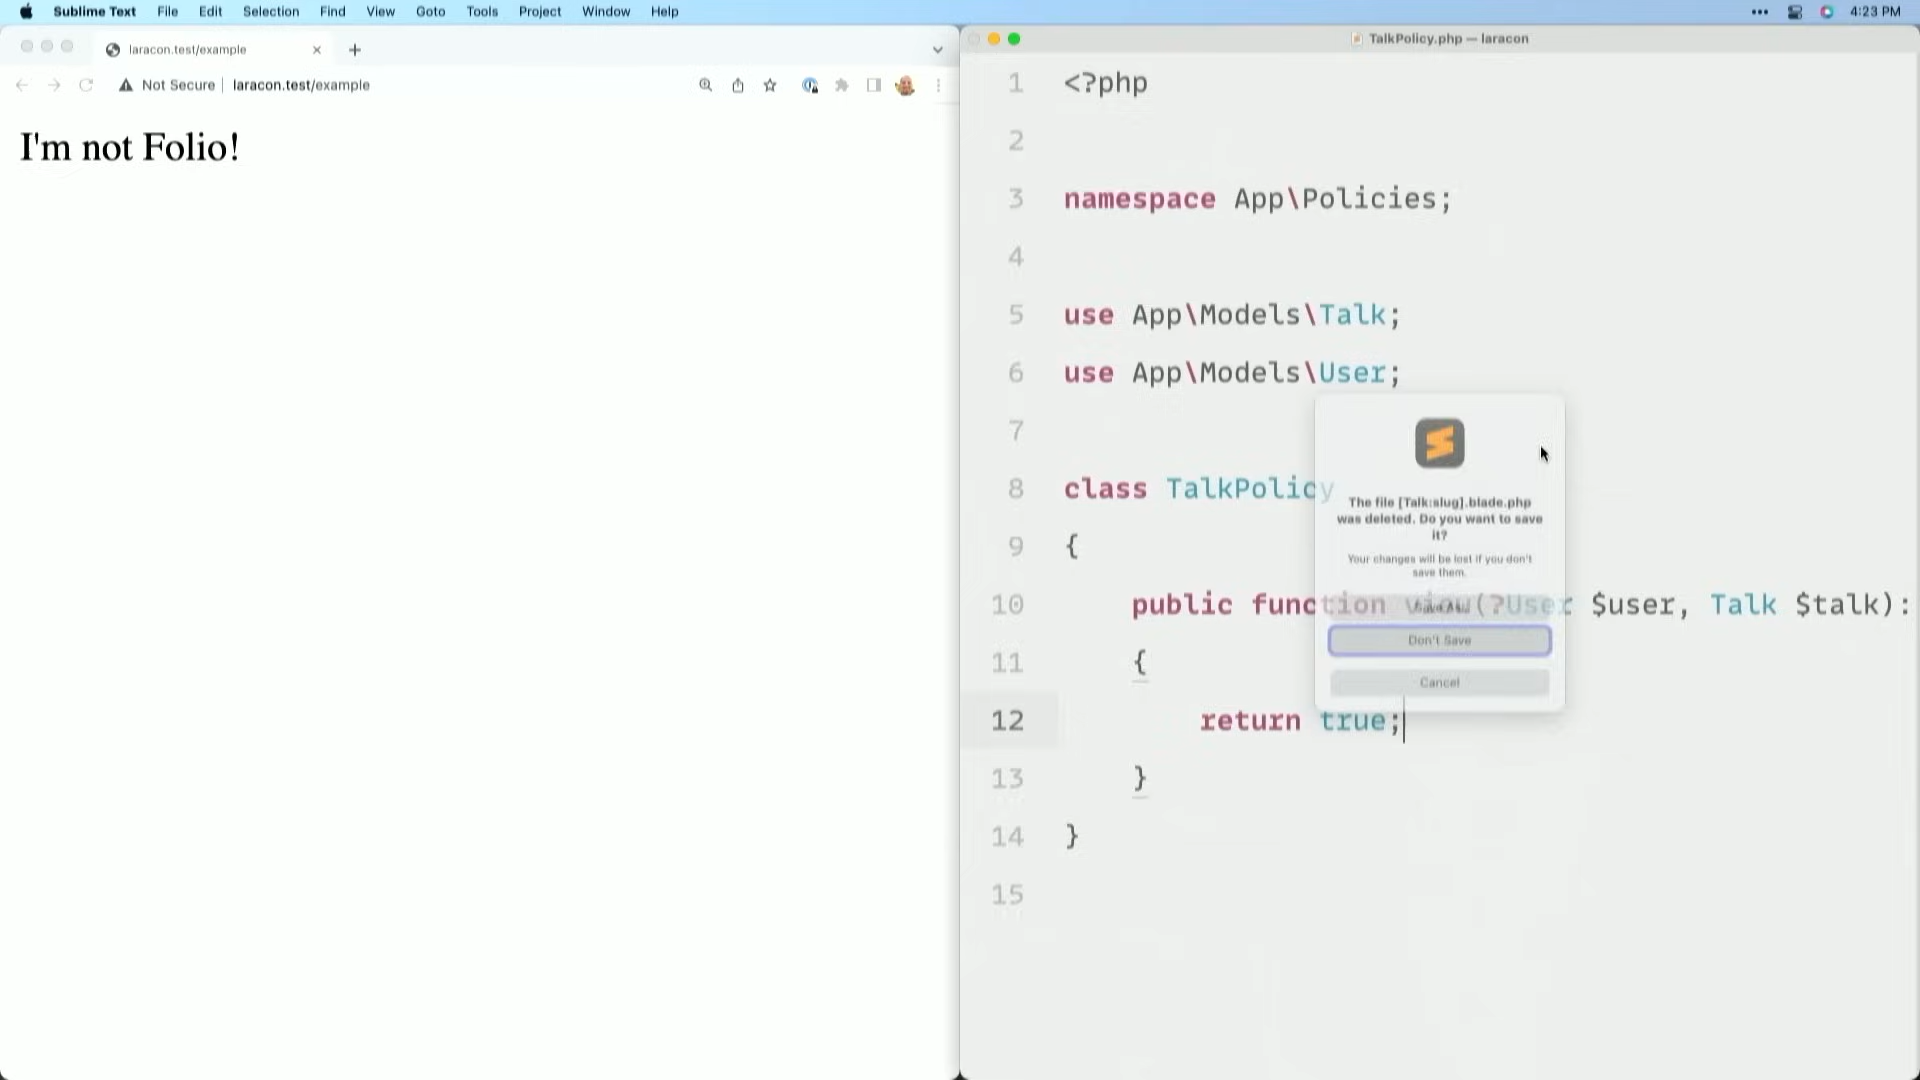 Sublime Text File Edit Selection Find View Goto Tools Project Window Help 4:23 PM
laracon.test/example
Not Secure laracon.test/example
I'm not Folio!
TalkPolicy.php — laracon
1 <?php
2
3 namespace App\Policies;
4
5 use App\Models\Talk;
6 use App\Models\User;
7
8 class TalkPolicy
9 {
10 public function view(?User $user, Talk $talk):
11 {
12 return true;
13 }
14 }
15
The file [Talk:slug].blade.php
was deleted. Do you want to save
it?
Your changes will be lost if you don't
save them.
Don't Save
Cancel